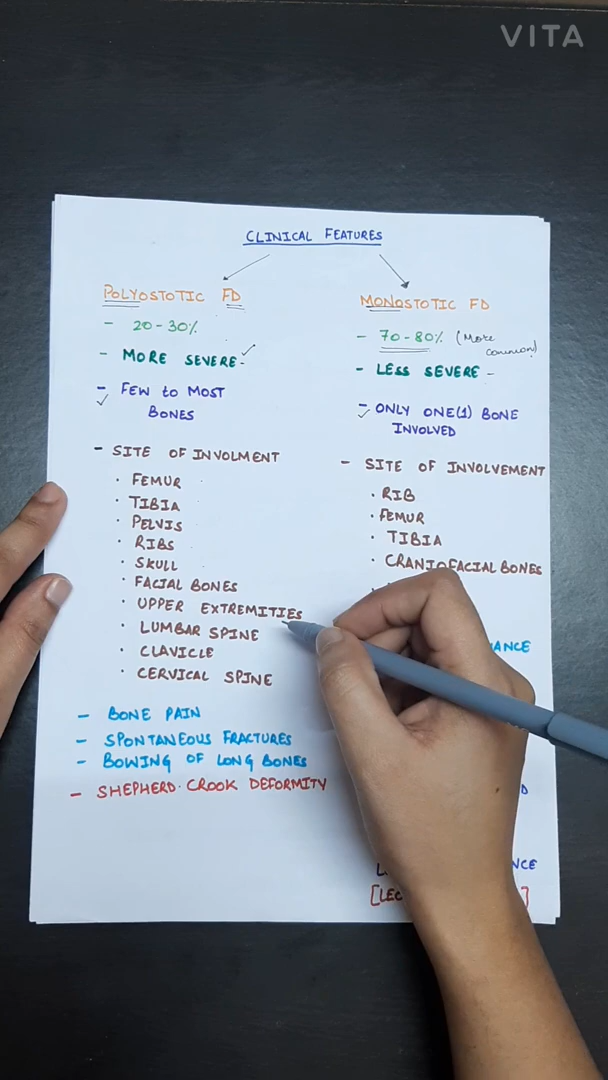 VITA
CLINICAL FEATURES
POLYOSTOTIC FD
- 20-30%
- MORE SEVERE-
- FEW TO MOST
BONES
- SITE OF INVOLMENT
· FEMUR
· TIBIA
· PELVIS
· RIBS
· SKULL
· FACIAL BONES
· UPPER EXTREMITIES
· LUMBAR SPINE
· CLAVICLE
· CERVICAL SPINE
- BONE PAIN
- SPONTANEOUS FRACTURES
- BOWING OF LONG BONES
- SHEPHERD·CROOK DEFORMITY
MONOSTOTIC FD
- 70-80% (More
common)
- LESS SEVERE -
- ONLY ONE(1) BONE
INVOLVED
- SITE OF INVOLVEMENT
· RIB
· FEMUR
· TIBIA
· CRANIOFACIAL BONES